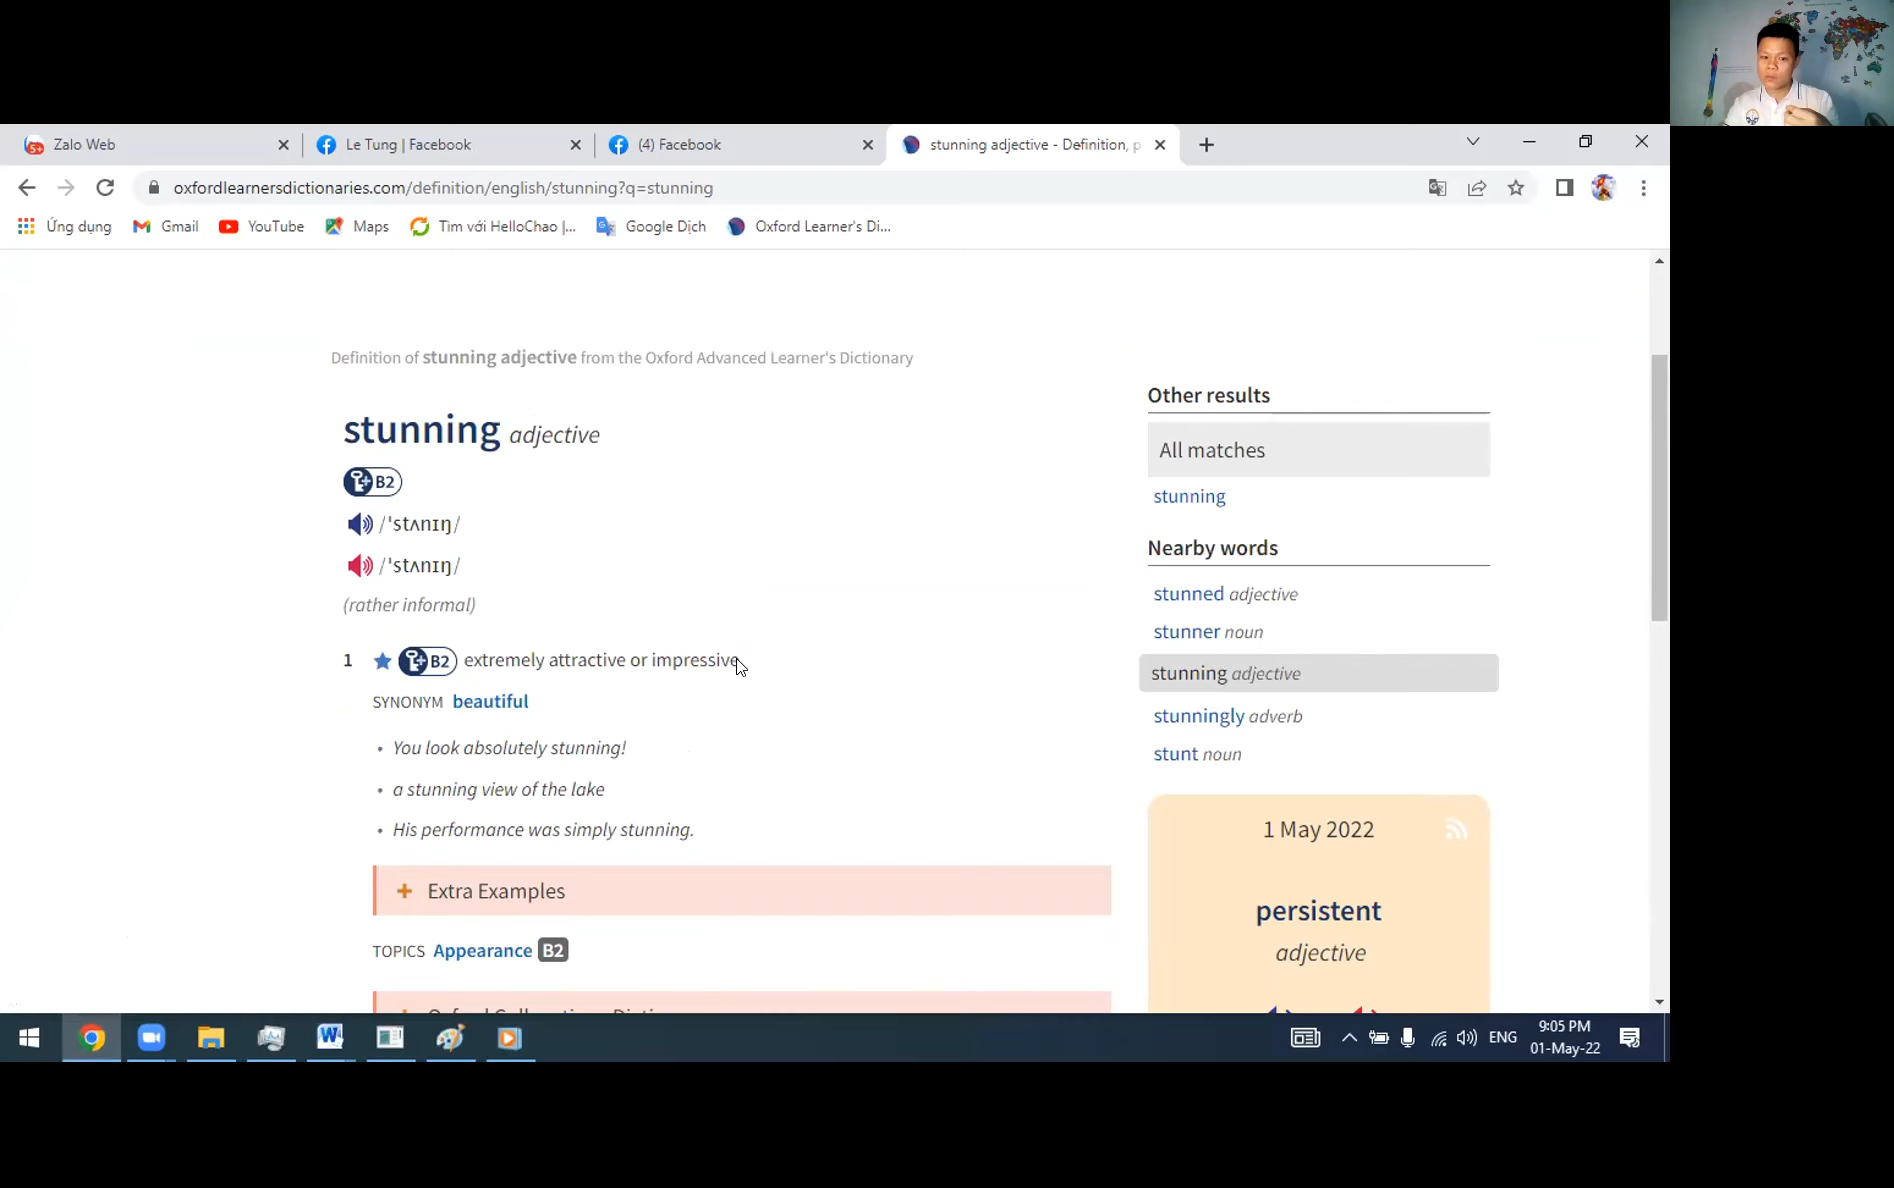 Zalo Web
Le Tung | Facebook
(4) Facebook
stunning adjective - Definition, p
oxfordlearnersdictionaries.com/definition/english/stunning?q=stunning
Ứng dụng
Gmail
YouTube
Maps
Tìm với HelloChao |...
Google Dịch
Oxford Learner's Di...
Definition of stunning adjective from the Oxford Advanced Learner's Dictionary
stunning adjective
B2
/ˈstʌnɪŋ/
/ˈstʌnɪŋ/
(rather informal)
1 B2 extremely attractive or impressive
SYNONYM beautiful
• You look absolutely stunning!
• a stunning view of the lake
• His performance was simply stunning.
+ Extra Examples
TOPICS Appearance B2
Other results
All matches
stunning
Nearby words
stunned adjective
stunner noun
stunning adjective
stunningly adverb
stunt noun
1 May 2022
persistent
adjective
ENG
9:05 PM
01-May-22